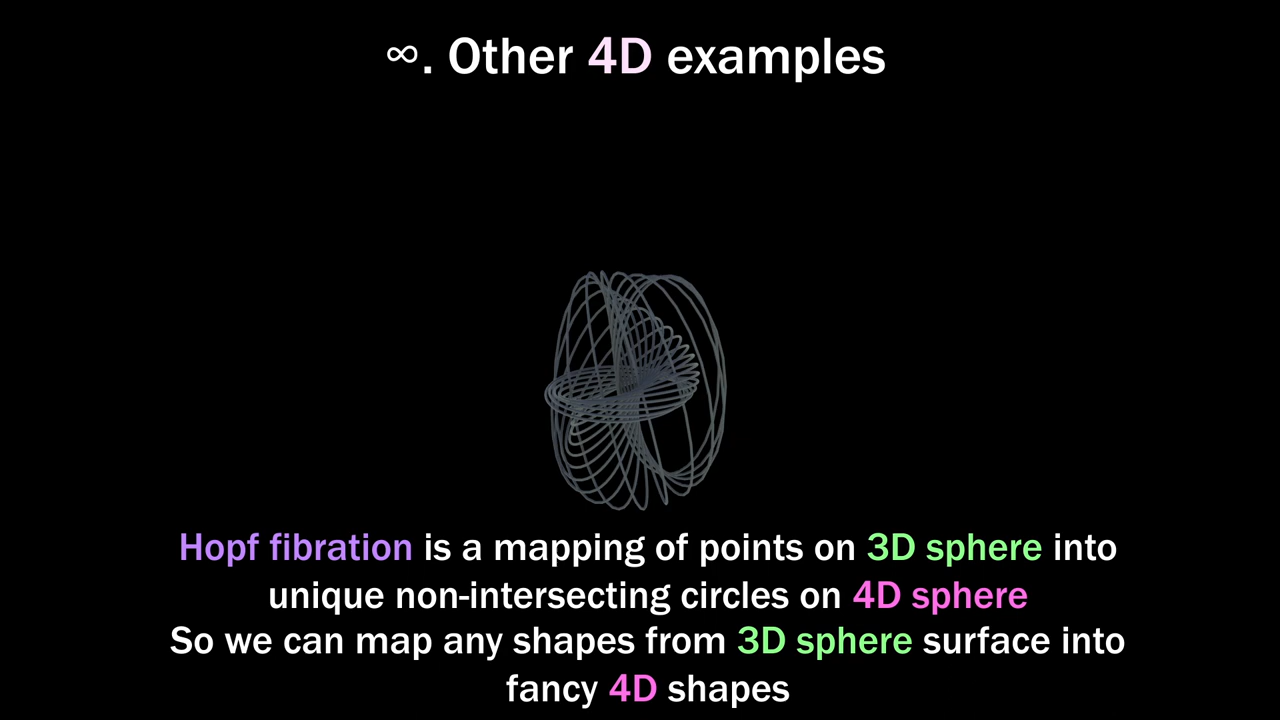 ∞. Other 4D examples
Hopf fibration is a mapping of points on 3D sphere into
unique non-intersecting circles on 4D sphere
So we can map any shapes from 3D sphere surface into
fancy 4D shapes